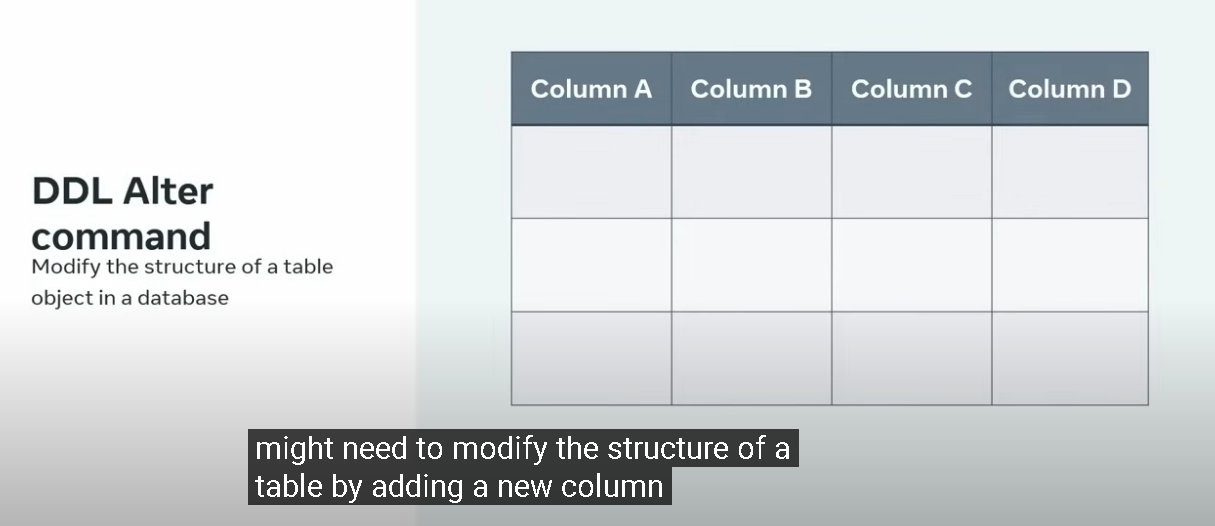 DDL Alter
command
Modify the structure of a table
object in a database
Column A Column B Column C Column D
might need to modify the structure of a
table by adding a new column